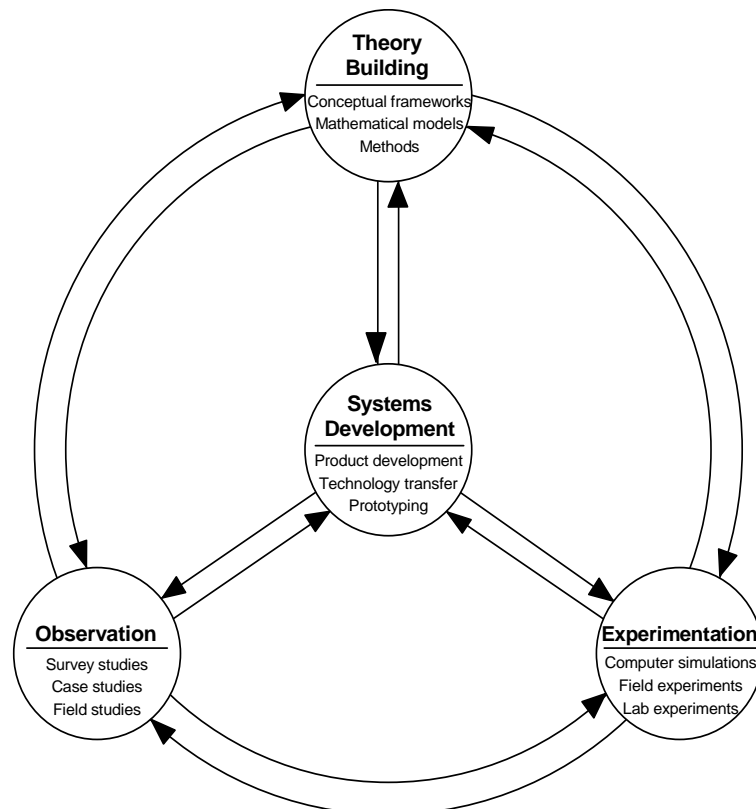 Theory
Building
Conceptual frameworks
Mathematical models
Methods
Systems
Development
Product development
Technology transfer
Prototyping
Observation
Survey studies
Case studies
Field studies
Experimentation
Computer simulations
Field experiments
Lab experiments